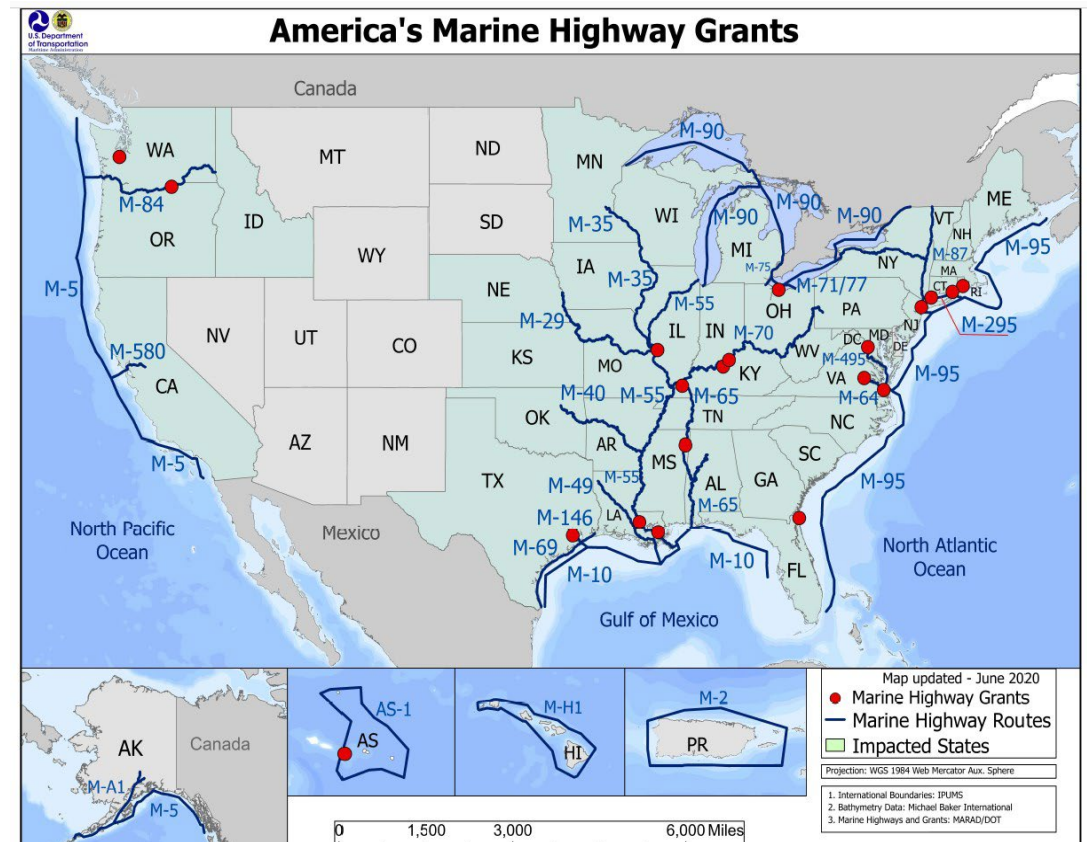 U.S. Department
of Transportation
Maritime Administration
America's Marine Highway Grants
Canada
M-90
WA
MT
ND
MN
M-84
OR
ID
SD
WI
M-90
M-90
M-90
ME
VT
NH
M-35
MI
M-87
M-95
WY
IA
M-35
M-75
NY
MA
CT
RI
M-5
NE
M-55
M-71/77
PA
NJ
M-295
M-29
IL
IN
OH
M-70
NV
UT
CO
KS
MO
WV
DC
MD
DE
M-580
KY
M-495
VA
M-95
CA
M-40
M-55
M-65
M-64
OK
TN
NC
AZ
NM
AR
M-5
MS
SC
TX
M-49
M-55
AL
GA
M-95
LA
M-65
North Pacific
Ocean
Mexico
M-146
M-69
M-10
M-10
FL
North Atlantic
Ocean
Gulf of Mexico
AK
Canada
M-A1
M-5
AS-1
AS
M-H1
HI
M-2
PR
Map updated - June 2020
Marine Highway Grants
Marine Highway Routes
Impacted States
Projection: WGS 1984 Web Mercator Aux. Sphere
1. International Boundaries: IPUMS
2. Bathymetry Data: Michael Baker International
3. Marine Highways and Grants: MARAD/DOT
0 1,500 3,000 6,000 Miles